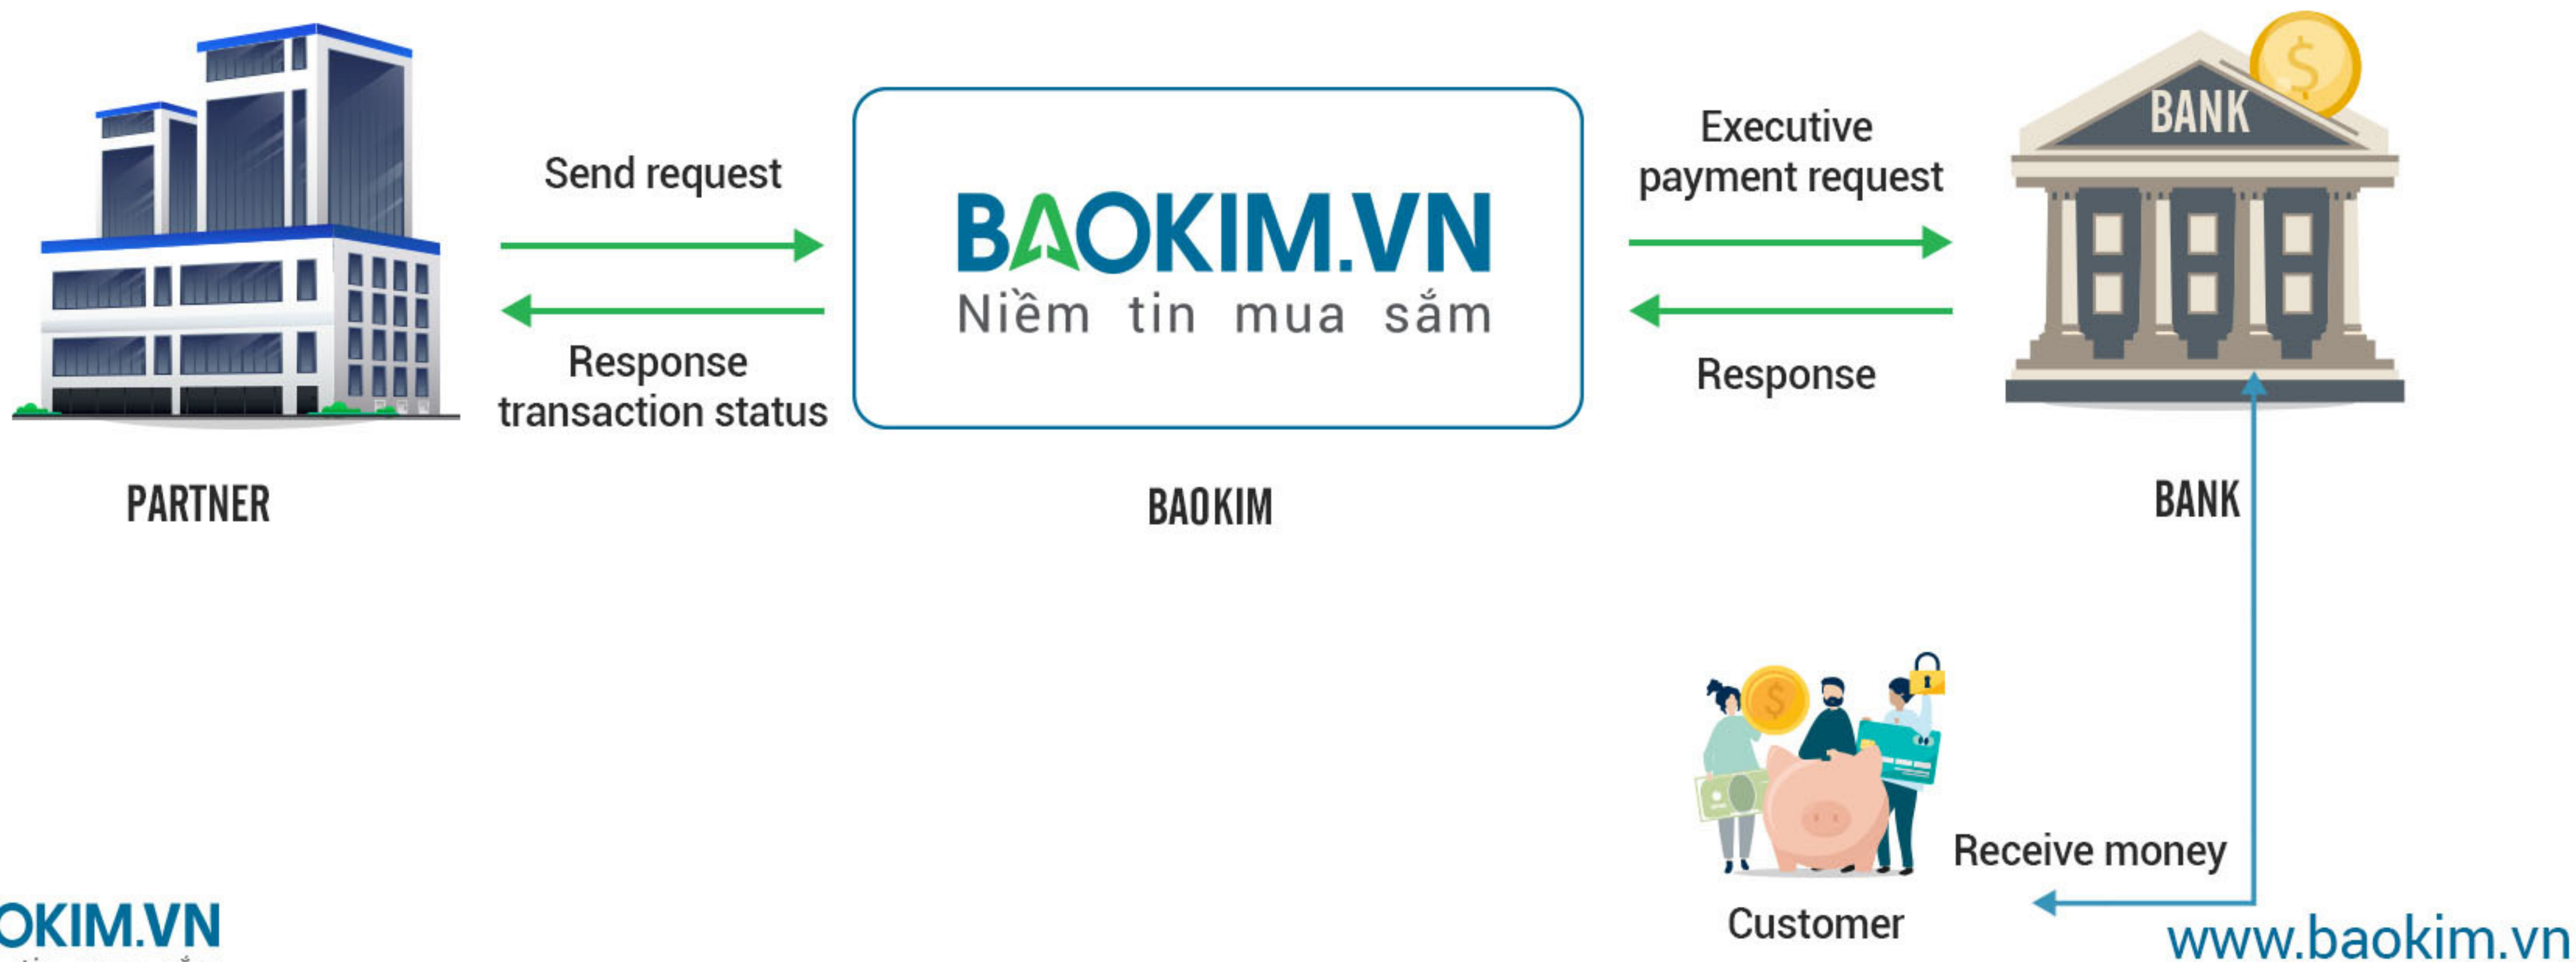 BANK
Send request
Executive
payment request
BAOKIM.VN
Niềm tin mua sắm
Response
transaction status
Response
PARTNER
BAOKIM
BANK
Receive money
Customer
OKIM.VN
www.baokim.vn